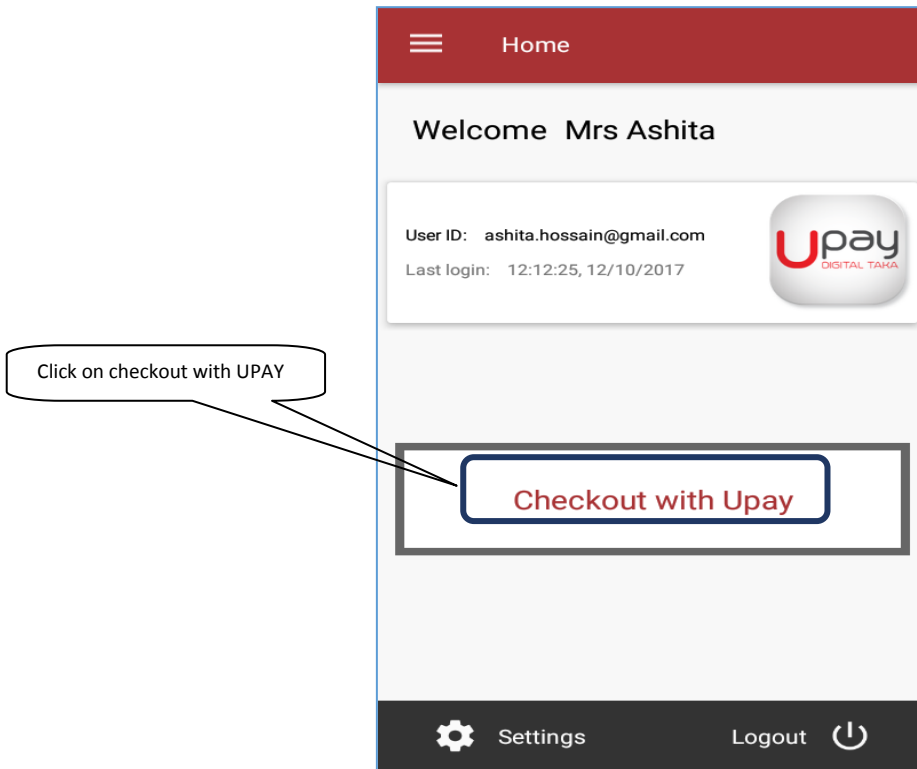 Home
Welcome Mrs Ashita
User ID: ashita.hossain@gmail.com
Last login: 12:12:25, 12/10/2017
Upay
DIGITAL TAKA
Click on checkout with UPAY
Checkout with Upay
Settings
Logout